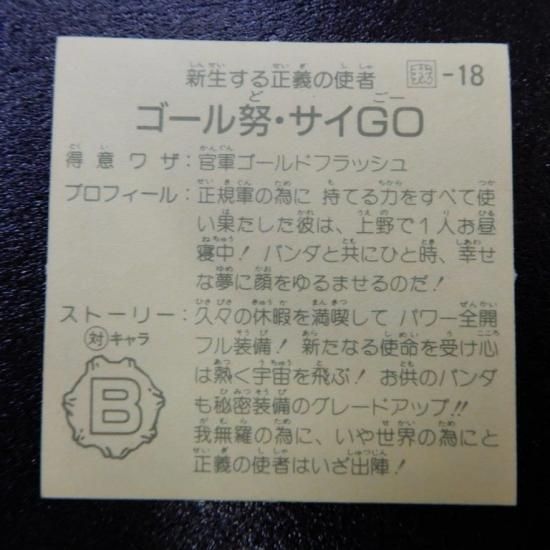 新生する正義の使者 -18
ゴール努・サイGO
得意ワザ：官軍ゴールドフラッシュ
プロフィール：正規軍の為に 持てる力をすべて使
い果たした彼は、上野で1人お昼
寝中！ パンダと共にひと時、幸せ
な夢に顔をゆるませるのだ！
ストーリー：久々の休暇を満喫して パワー全開
フル装備！ 新たなる使命を受け心
は熱く宇宙を飛ぶ！ お供のパンダ
も秘密装備のグレードアップ！！
我無羅の為に、いや世界の為にと
正義の使者はいざ出陣！
対キャラ
B